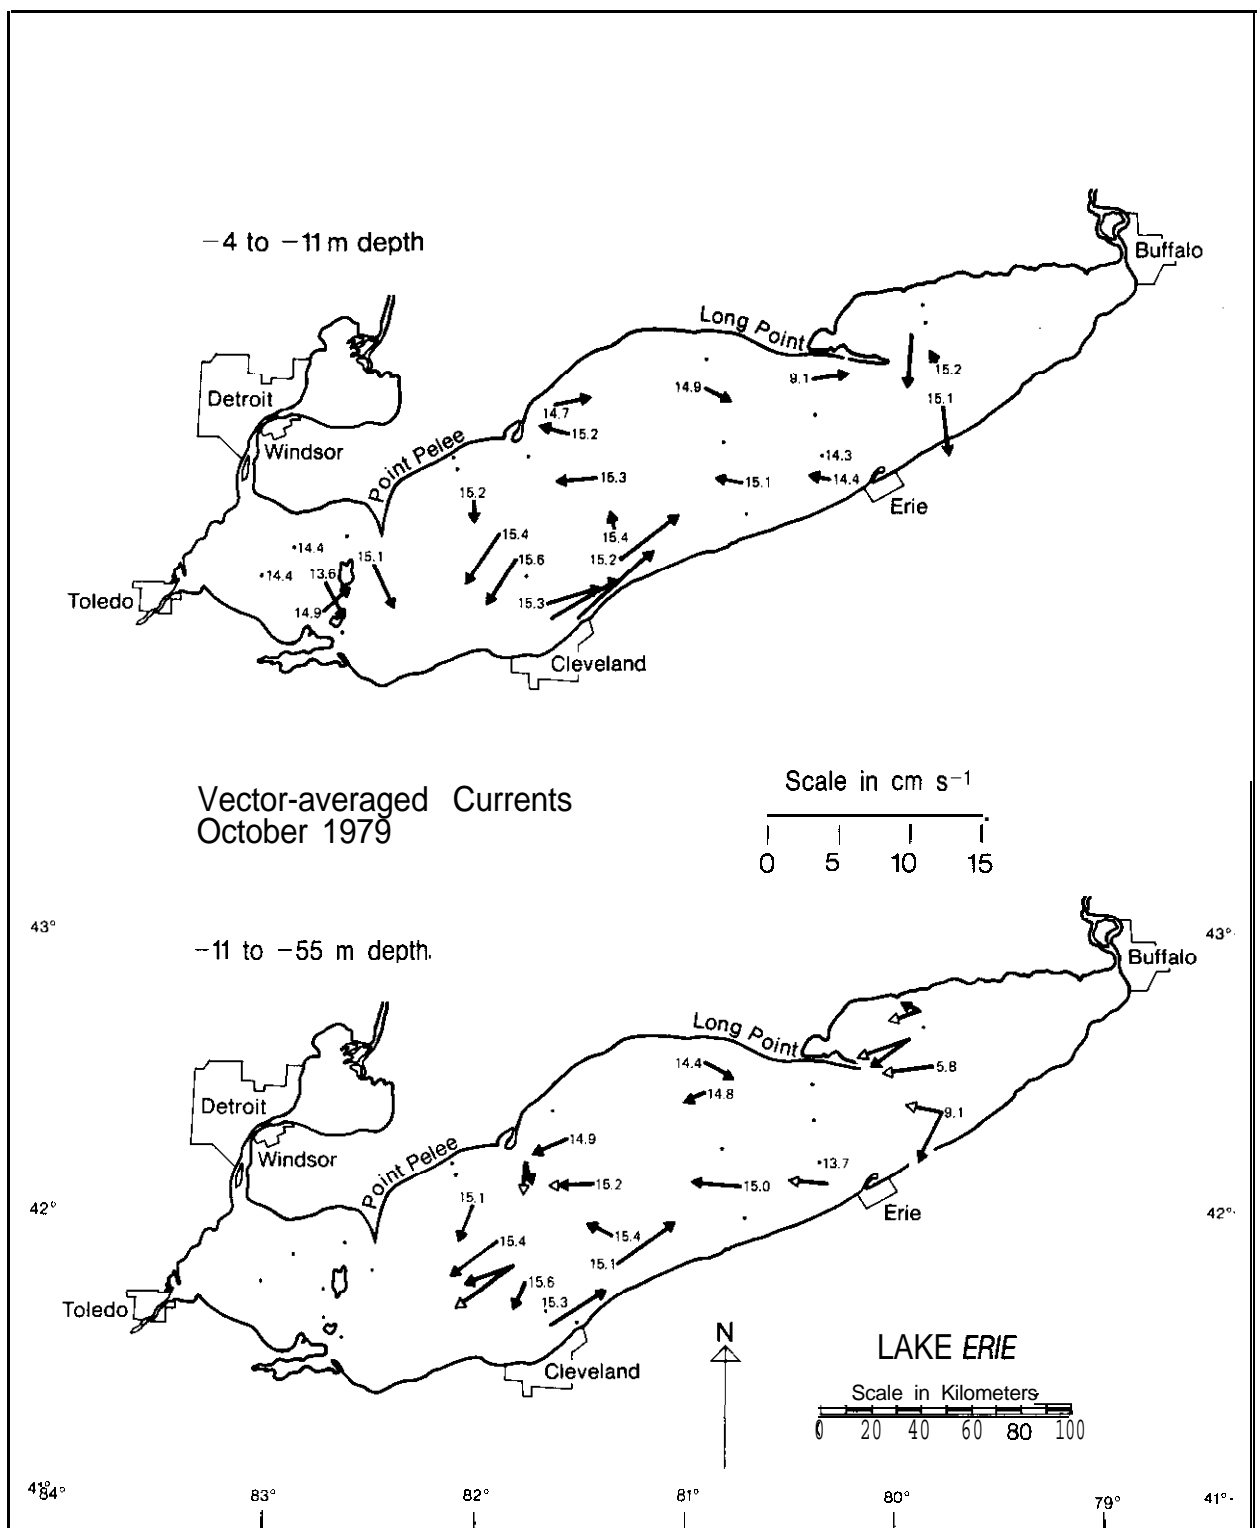 −4 to −11 m depth
Buffalo
Long Point
Detroit
Windsor
Point Pelee
Toledo
Cleveland
Erie
15.2
15.1
9.1
14.9
14.7
15.2
15.3
15.1
14.3
14.4
15.2
15.4
15.6
15.4
15.2
15.3
14.4
14.4
13.6
15.1
14.9
Vector-averaged Currents
October 1979
Scale in cm s⁻¹
0 5 10 15
43°
43°
−11 to −55 m depth.
Buffalo
Long Point
Detroit
Windsor
Point Pelee
Toledo
Cleveland
Erie
5.8
9.1
14.4
14.8
14.9
15.2
15.0
13.7
15.1
15.4
15.4
15.1
15.6
15.3
42°
42°
N
LAKE ERIE
Scale in Kilometers
0 20 40 60 80 100
41°
84°
83°
82°
81°
80°
79°
41°